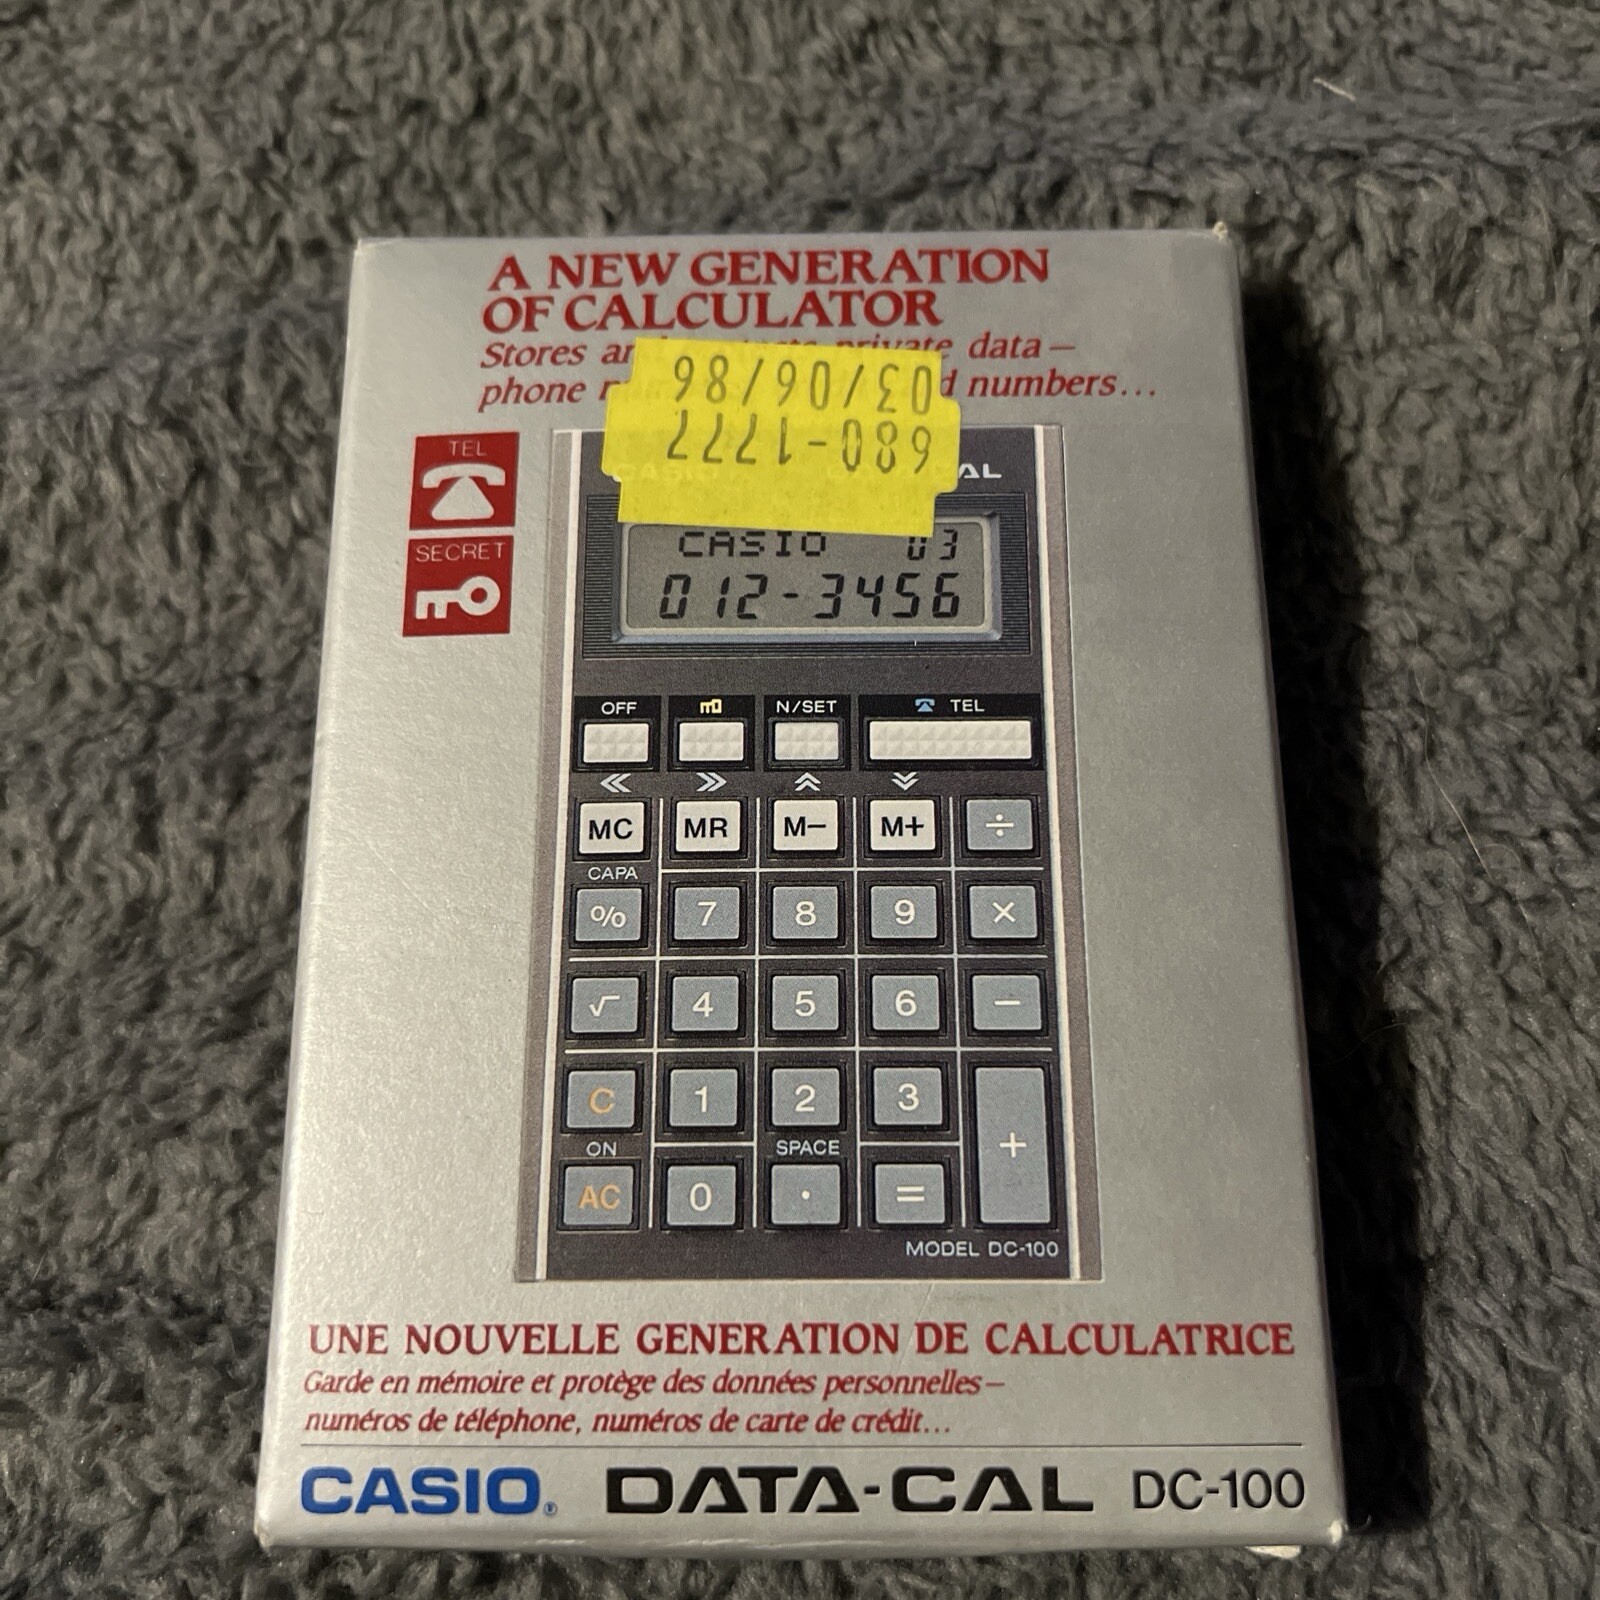 A NEW GENERATION
OF CALCULATOR
Stores private data—
phone numbers...
680-1777
03/06/86
TEL
SECRET
CASIO 03
012-3456
OFF N/SET TEL
MC MR M− M+ ÷
CAPA
% 7 8 9 ×
√ 4 5 6 −
C 1 2 3 +
ON SPACE
AC 0 . =
MODEL DC-100
UNE NOUVELLE GENERATION DE CALCULATRICE
Garde en mémoire et protège des données personnelles—
numéros de téléphone, numéros de carte de crédit...
CASIO® DATA-CAL DC-100